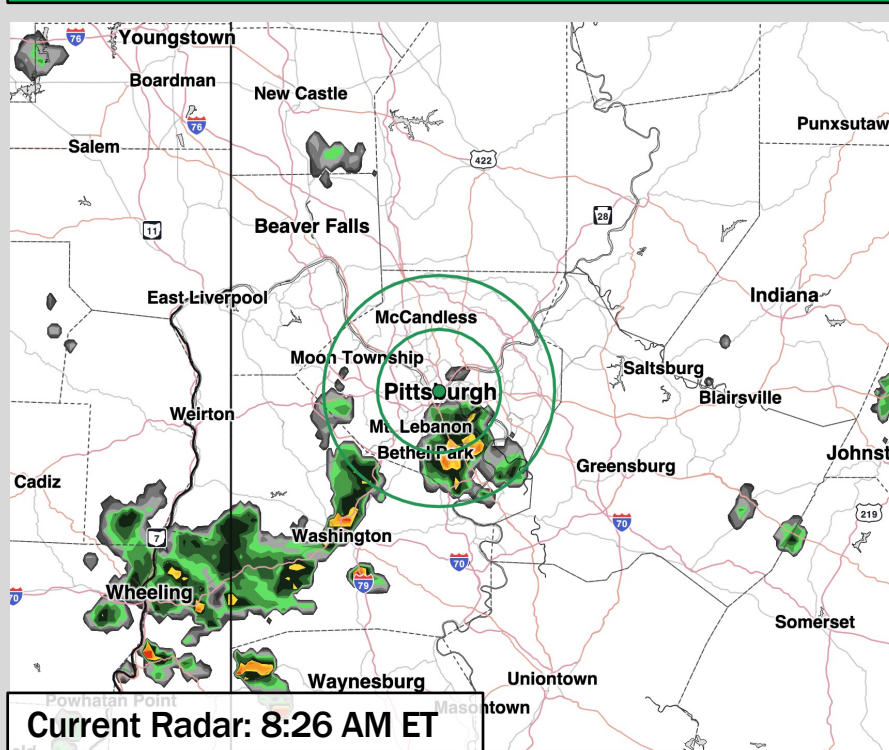 76
Youngstown
Boardman
New Castle
76
Punxsutaw
Salem
422
28
Beaver Falls
11
East Liverpool
Indiana
McCandless
Moon Township
Saltsburg
Pittsburgh
Blairsville
Weirton
Mt. Lebanon
Bethel Park
Johnst
Greensburg
Cadiz
219
70
Washington
7
70
79
Wheeling
70
Somerset
Waynesburg
Uniontown
Powhatan Point
Masontown
Current Radar: 8:26 AM ET